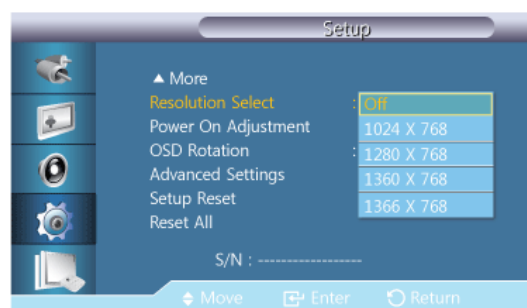 Setup
▲ More
Resolution Select : Off
1024 X 768
Power On Adjustment
OSD Rotation : 1280 X 768
Advanced Settings
1360 X 768
Setup Reset
1366 X 768
Reset All
S/N : ------------------
Move Enter Return